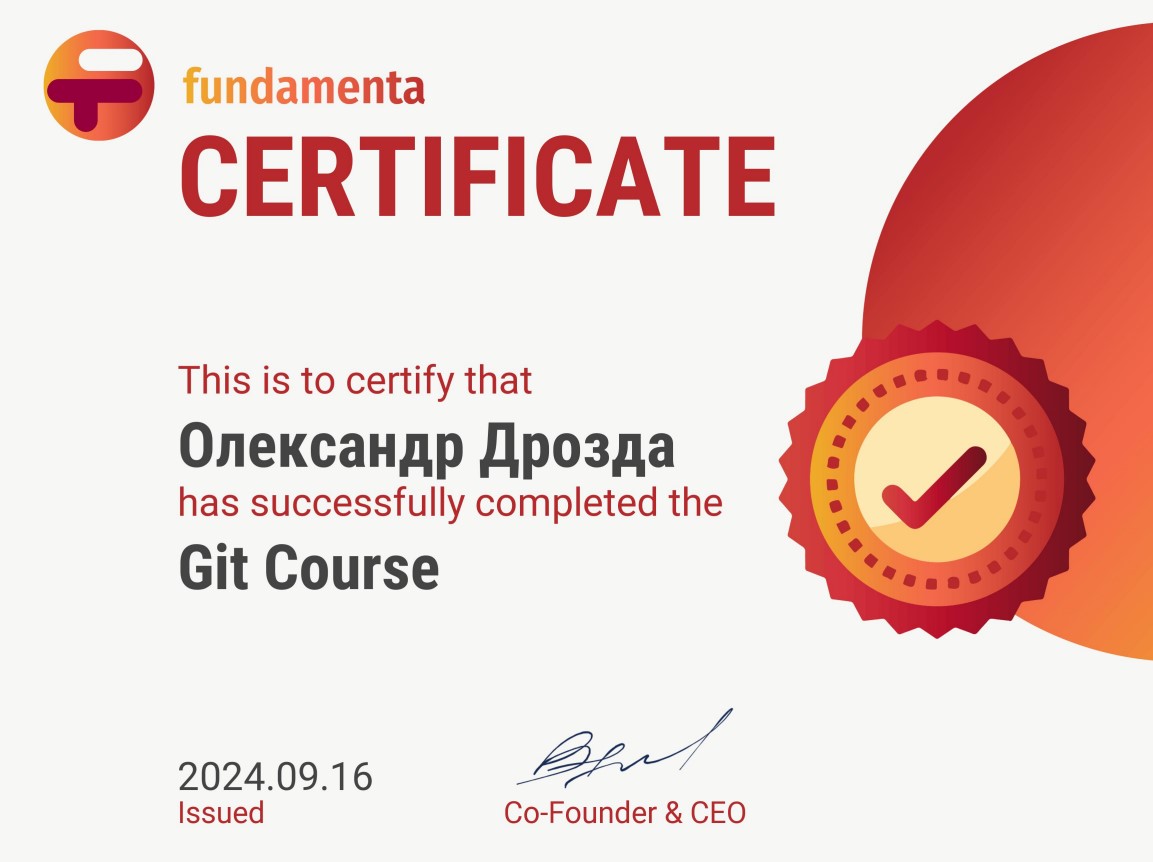 fundamenta
CERTIFICATE
This is to certify that
Олександр Дрозда
has successfully completed the
Git Course
2024.09.16
Issued
Co-Founder & CEO